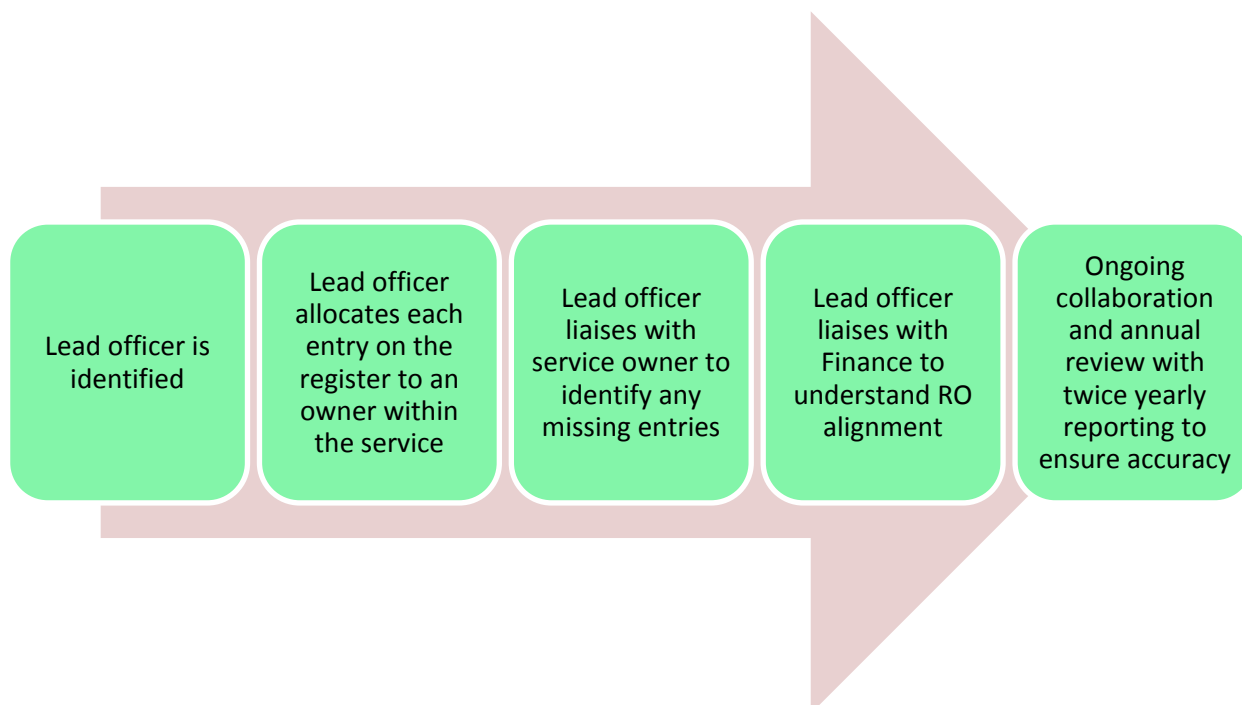 Lead officer is
identified
Lead officer
allocates each
entry on the
register to an
owner within
the service
Lead officer
liaises with
service owner to
identify any
missing entries
Lead officer
liaises with
Finance to
understand RO
alignment
Ongoing
collaboration
and annual
review with
twice yearly
reporting to
ensure accuracy